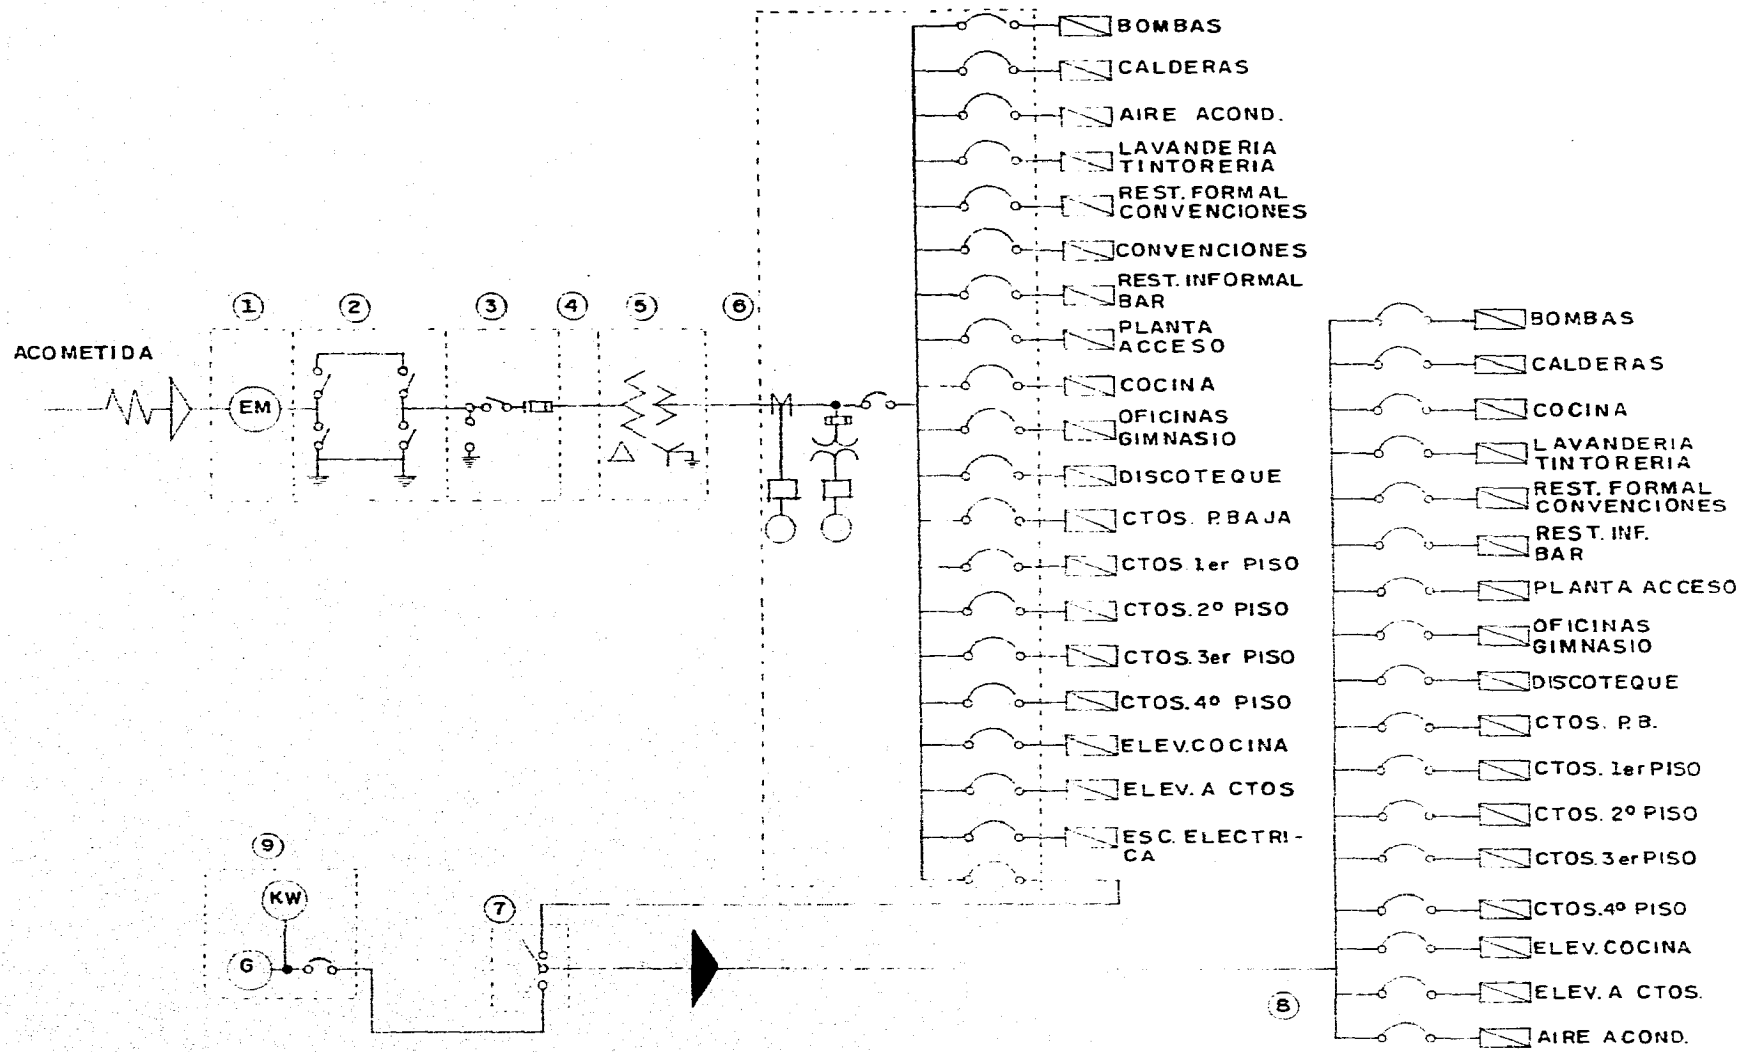 BOMBAS
CALDERAS
AIRE ACOND.
LAVANDERIA
TINTORERIA
REST. FORMAL
CONVENCIONES
CONVENCIONES
REST. INFORMAL
BAR
PLANTA
ACCESO
COCINA
OFICINAS
GIMNASIO
DISCOTEQUE
CTOS. P.BAJA
CTOS. 1er PISO
CTOS. 2º PISO
CTOS. 3er PISO
CTOS. 4º PISO
ELEV. COCINA
ELEV. A CTOS
ESC. ELECTRI-
CA
1
2
3
4
5
6
ACOMETIDA
EM
9
KW
G
7
8
BOMBAS
CALDERAS
COCINA
LAVANDERIA
TINTORERIA
REST. FORMAL
CONVENCIONES
REST. INF.
BAR
PLANTA ACCESO
OFICINAS
GIMNASIO
DISCOTEQUE
CTOS. P.B.
CTOS. 1er PISO
CTOS. 2º PISO
CTOS. 3er PISO
CTOS. 4º PISO
ELEV. COCINA
ELEV. A CTOS.
AIRE ACOND.